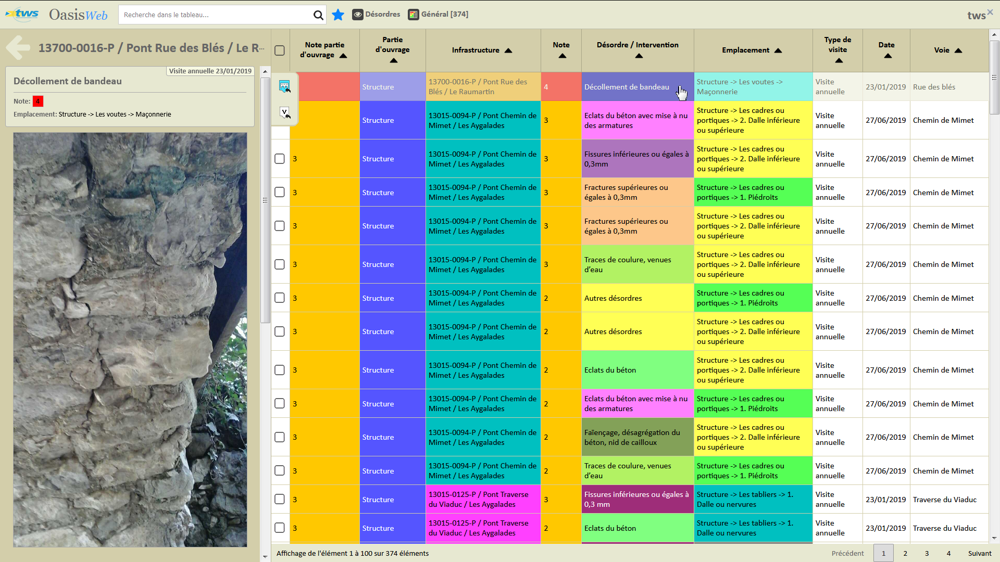 tws OasisWeb Recherche dans le tableau... Désordres Général [374] tws
13700-0016-P / Pont Rue des Blés / Le R...
Visite annuelle 23/01/2019
Décollement de bandeau
Note: 4
Emplacement: Structure -> Les voutes -> Maçonnerie
Note partie d'ouvrage Partie d'ouvrage Infrastructure Note Désordre / Intervention Emplacement Type de visite Date Voie
Structure 13700-0016-P / Pont Rue des Blés / Le Raumartin 4 Décollement de bandeau Structure -> Les voutes -> Maçonnerie Visite annuelle 23/01/2019 Rue des blés
V
Structure 13015-0094-P / Pont Chemin de Mimet / Les Aygalades 3 Eclats du béton avec mise à nu des armatures Structure -> Les cadres ou portiques -> 2. Dalle inférieure ou supérieure Visite annuelle 27/06/2019 Chemin de Mimet
3 Structure 13015-0094-P / Pont Chemin de Mimet / Les Aygalades 3 Fissures inférieures ou égales à 0,3mm Structure -> Les cadres ou portiques -> 2. Dalle inférieure ou supérieure Visite annuelle 27/06/2019 Chemin de Mimet
3 Structure 13015-0094-P / Pont Chemin de Mimet / Les Aygalades 3 Fractures supérieures ou égales à 0,3mm Structure -> Les cadres ou portiques -> 1. Piédroits Visite annuelle 27/06/2019 Chemin de Mimet
3 Structure 13015-0094-P / Pont Chemin de Mimet / Les Aygalades 3 Fractures supérieures ou égales à 0,3mm Structure -> Les cadres ou portiques -> 2. Dalle inférieure ou supérieure Visite annuelle 27/06/2019 Chemin de Mimet
3 Structure 13015-0094-P / Pont Chemin de Mimet / Les Aygalades 3 Traces de coulure, venues d'eau Structure -> Les cadres ou portiques -> 2. Dalle inférieure ou supérieure Visite annuelle 27/06/2019 Chemin de Mimet
3 Structure 13015-0094-P / Pont Chemin de Mimet / Les Aygalades 2 Autres désordres Structure -> Les cadres ou portiques -> 1. Piédroits Visite annuelle 27/06/2019 Chemin de Mimet
3 Structure 13015-0094-P / Pont Chemin de Mimet / Les Aygalades 2 Autres désordres Structure -> Les cadres ou portiques -> 2. Dalle inférieure ou supérieure Visite annuelle 27/06/2019 Chemin de Mimet
3 Structure 13015-0094-P / Pont Chemin de Mimet / Les Aygalades 2 Eclats du béton Structure -> Les cadres ou portiques -> 2. Dalle inférieure ou supérieure Visite annuelle 27/06/2019 Chemin de Mimet
3 Structure 13015-0094-P / Pont Chemin de Mimet / Les Aygalades 2 Eclats du béton avec mise à nu des armatures Structure -> Les cadres ou portiques -> 1. Piédroits Visite annuelle 27/06/2019 Chemin de Mimet
3 Structure 13015-0094-P / Pont Chemin de Mimet / Les Aygalades 2 Faïençage, désagrégation du béton, nid de cailloux Structure -> Les cadres ou portiques -> 2. Dalle inférieure ou supérieure Visite annuelle 27/06/2019 Chemin de Mimet
3 Structure 13015-0094-P / Pont Chemin de Mimet / Les Aygalades 2 Traces de coulure, venues d'eau Structure -> Les cadres ou portiques -> 1. Piédroits Visite annuelle 27/06/2019 Chemin de Mimet
3 Structure 13015-0125-P / Pont Traverse du Viaduc / Les Aygalades 3 Fissures inférieures ou égales à 0,3 mm Structure -> Les tabliers -> 1. Dalle ou nervures Visite annuelle 23/01/2019 Traverse du Viaduc
3 Structure 13015-0125-P / Pont Traverse du Viaduc / Les Aygalades 2 Eclats du béton Structure -> Les tabliers -> 1. Dalle ou nervures Visite annuelle 23/01/2019 Traverse du Viaduc
Affichage de l'élément 1 à 100 sur 374 éléments Précédent 1 2 3 4 Suivant